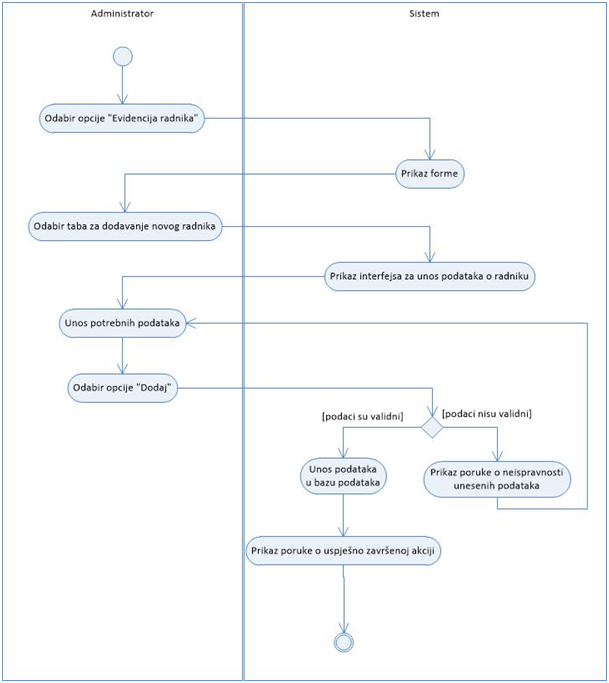 Administrator
Sistem
Odabir opcije "Evidencija radnika"
Prikaz forme
Odabir taba za dodavanje novog radnika
Prikaz interfejsa za unos podataka o radniku
Unos potrebnih podataka
Odabir opcije "Dodaj"
[podaci su validni]
[podaci nisu validni]
Unos podataka
u bazu podataka
Prikaz poruke o neispravnosti
unesenih podataka
Prikaz poruke o uspješno završenoj akciji